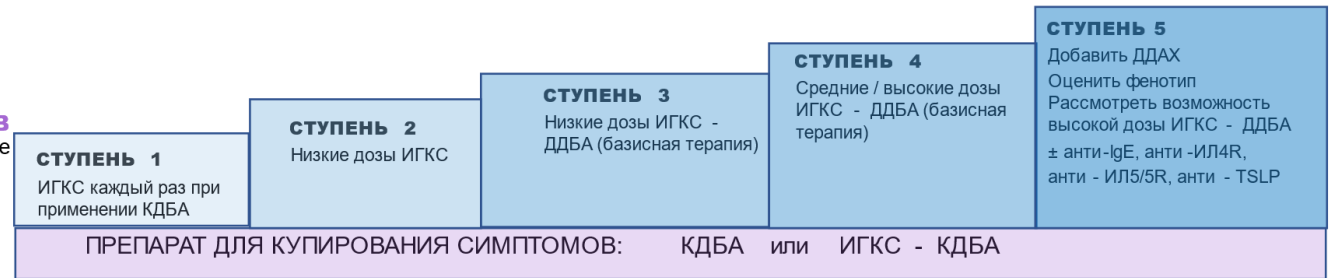 В
е
СТУПЕНЬ 1
ИГКС каждый раз при
применении КДБА
СТУПЕНЬ 2
Низкие дозы ИГКС
СТУПЕНЬ 3
Низкие дозы ИГКС -
ДДБА (базисная терапия)
СТУПЕНЬ 4
Средние / высокие дозы
ИГКС - ДДБА (базисная
терапия)
СТУПЕНЬ 5
Добавить ДДАХ
Оценить фенотип
Рассмотреть возможность
высокой дозы ИГКС - ДДБА
± анти-IgE, анти -ИЛ4R,
анти - ИЛ5/5R, анти - TSLP
ПРЕПАРАТ ДЛЯ КУПИРОВАНИЯ СИМПТОМОВ: КДБА или ИГКС - КДБА